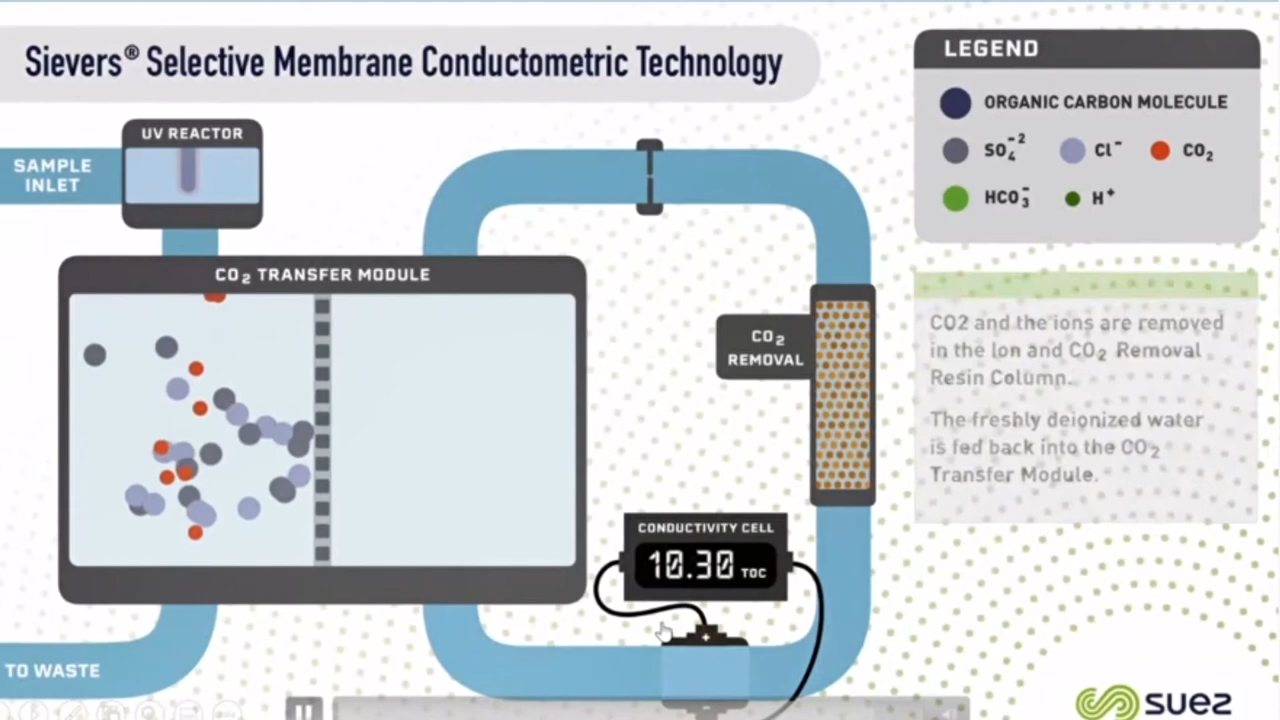 Sievers® Selective Membrane Conductometric Technology
LEGEND
ORGANIC CARBON MOLECULE
SO₄⁻² Cl⁻ CO₂
HCO₃⁻ H⁺
UV REACTOR
SAMPLE
INLET
CO₂ TRANSFER MODULE
CO₂
REMOVAL
CO2 and the ions are removed
in the Ion and CO₂ Removal
Resin Column.
The freshly deionized water
is fed back into the CO₂
Transfer Module.
CONDUCTIVITY CELL
10.30 TOC
+
TO WASTE
suez